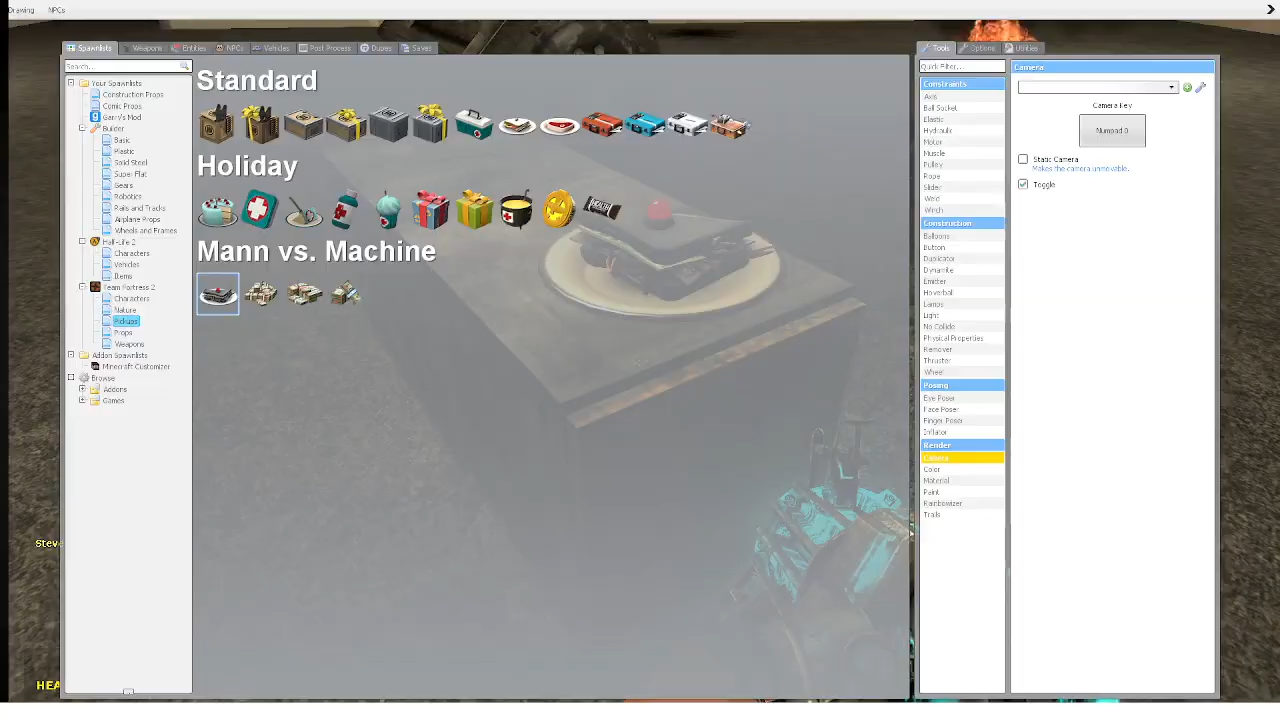 Drawing NPCs
Spawnlists Weapons Entities NPCs Vehicles Post Process Dupes Saves
Search...
Your Spawnlists
Construction Props
Comic Props
Garry's Mod
Builder
Basic
Plastic
Solid Steel
Super Flat
Gears
Robotics
Rails and Tracks
Airplane Props
Wheels and Frames
Half-Life 2
Characters
Vehicles
Items
Team Fortress 2
Characters
Nature
Pickups
Props
Weapons
Addon Spawnlists
Minecraft Customizer
Browse
Addons
Games
Standard
Holiday
HEALTH
Mann vs. Machine
Steve
HEA
Tools Options Utilities
Quick Filter...
Constraints
Axis
Ball Socket
Elastic
Hydraulic
Motor
Muscle
Pulley
Rope
Slider
Weld
Winch
Construction
Balloons
Button
Duplicator
Dynamite
Emitter
Hoverball
Lamps
Light
No Collide
Physical Properties
Remover
Thruster
Wheel
Posing
Eye Poser
Face Poser
Finger Poser
Inflator
Render
Camera
Color
Material
Paint
Rainbowizer
Trails
Camera
Camera Key
Numpad 0
Static Camera
Makes the camera unmovable.
Toggle